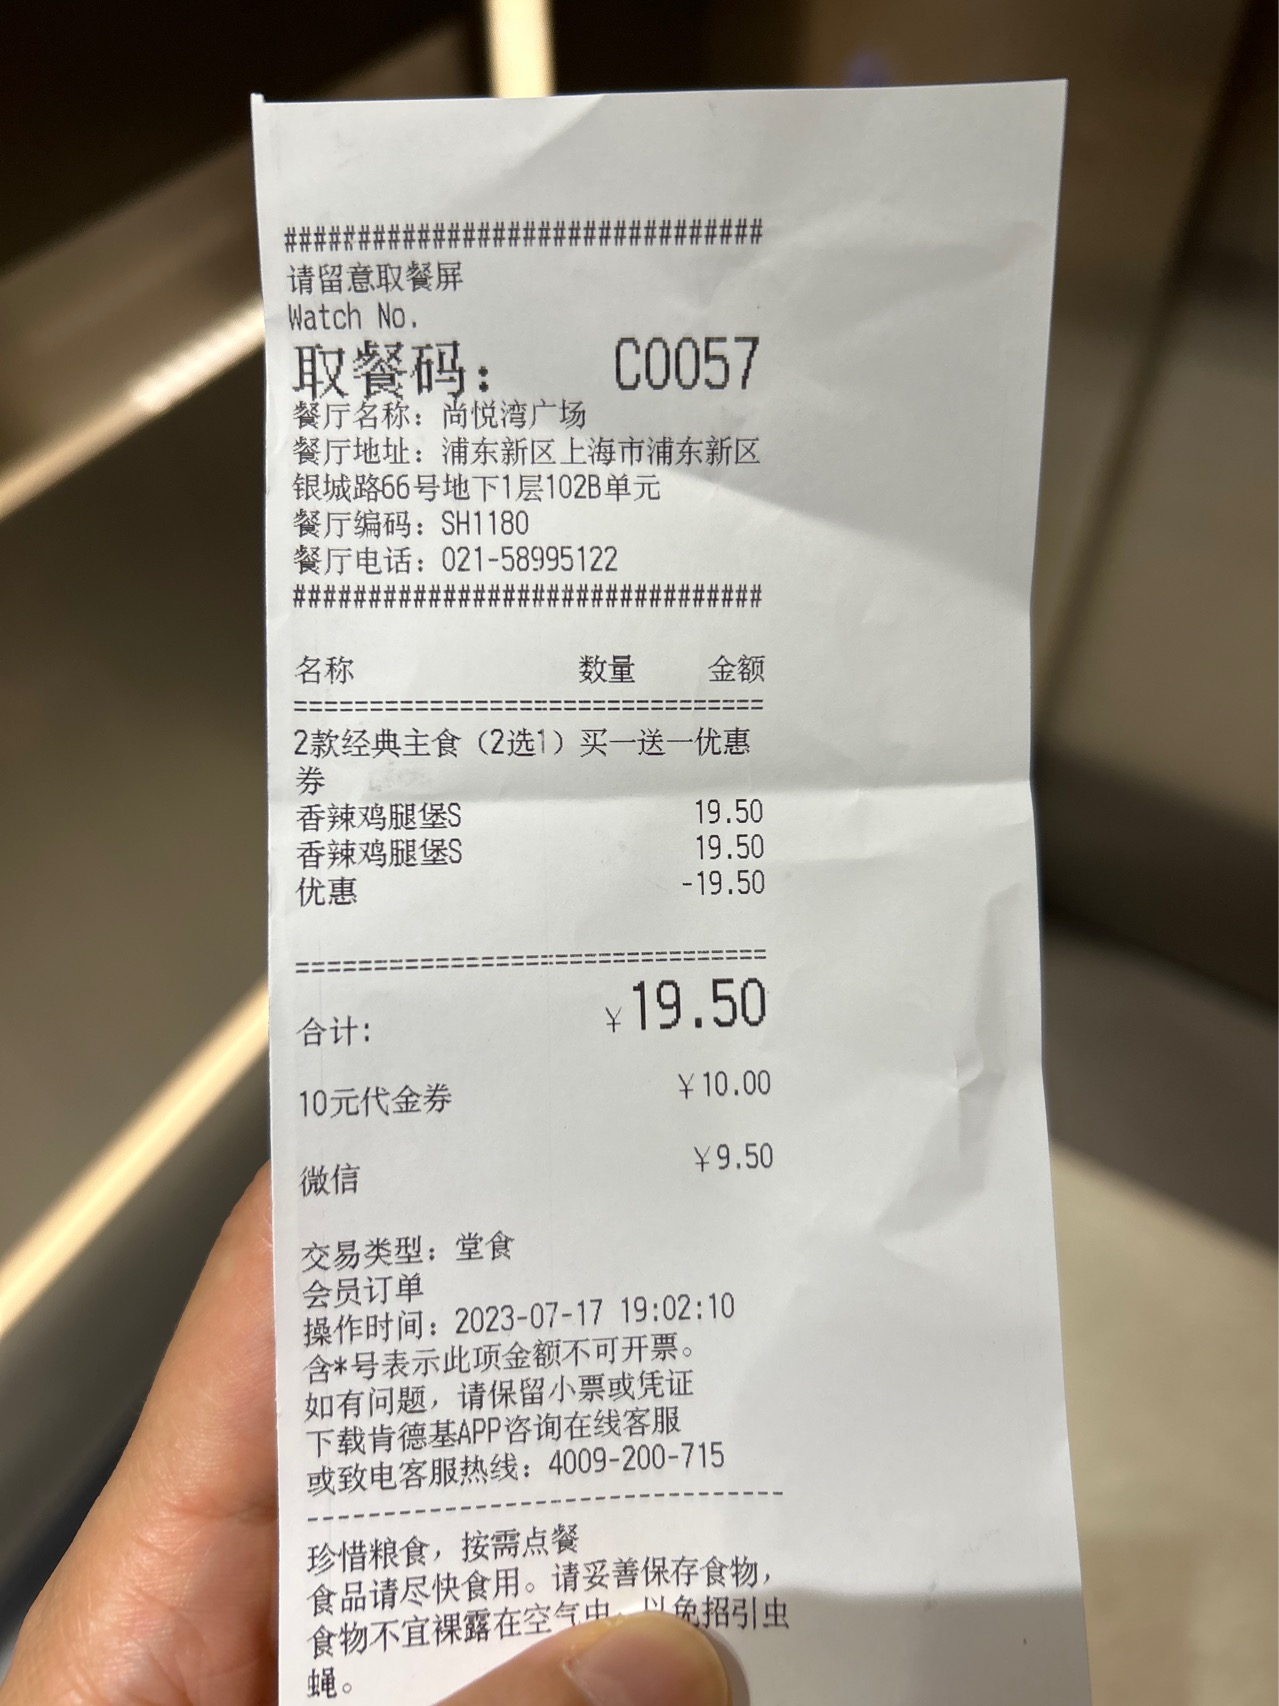 ################################
请留意取餐屏
Watch No.
取餐码： C0057
餐厅名称：尚悦湾广场
餐厅地址：浦东新区上海市浦东新区
银城路66号地下1层102B单元
餐厅编码：SH1180
餐厅电话：021-58995122
################################
名称 数量 金额
================================
2款经典主食（2选1）买一送一优惠
券
香辣鸡腿堡S 19.50
香辣鸡腿堡S 19.50
优惠 -19.50
================================
合计: ￥19.50
10元代金券 ￥10.00
微信 ￥9.50
交易类型：堂食
会员订单
操作时间：2023-07-17 19:02:10
含*号表示此项金额不可开票。
如有问题，请保留小票或凭证
下载肯德基APP咨询在线客服
或致电客服热线：4009-200-715
--------------------------------
珍惜粮食，按需点餐
食品请尽快食用。请妥善保存食物，
食物不宜裸露在空气中，以免招引虫
蝇。